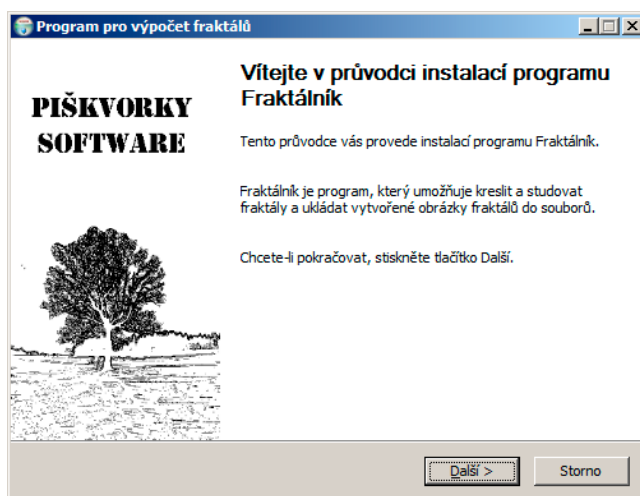 Program pro výpočet fraktálů
PIŠKVORKY
SOFTWARE
Vítejte v průvodci instalací programu
Fraktálník
Tento průvodce vás provede instalací programu Fraktálník.
Fraktálník je program, který umožňuje kreslit a studovat
fraktály a ukládat vytvořené obrázky fraktálů do souborů.
Chcete-li pokračovat, stiskněte tlačítko Další.
Další >
Storno